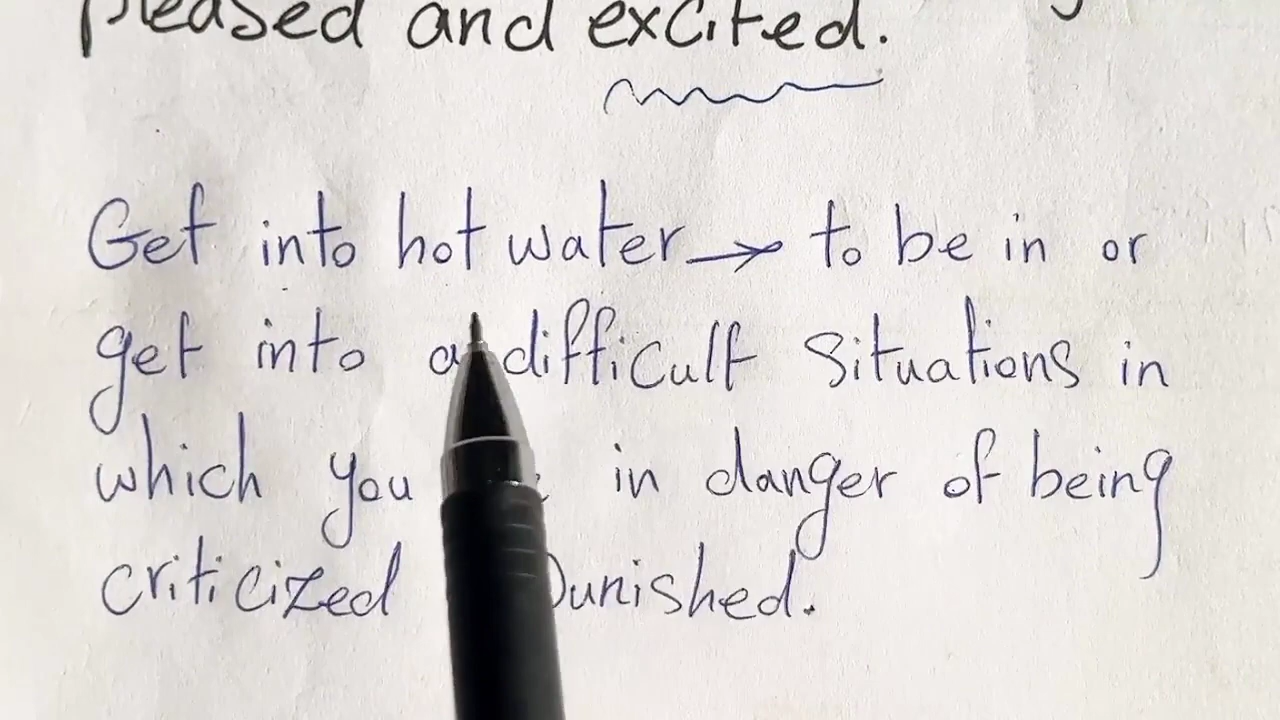 pleased and excited.
Get into hot water → to be in or
get into a difficult situations in
which you in danger of being
criticized punished.